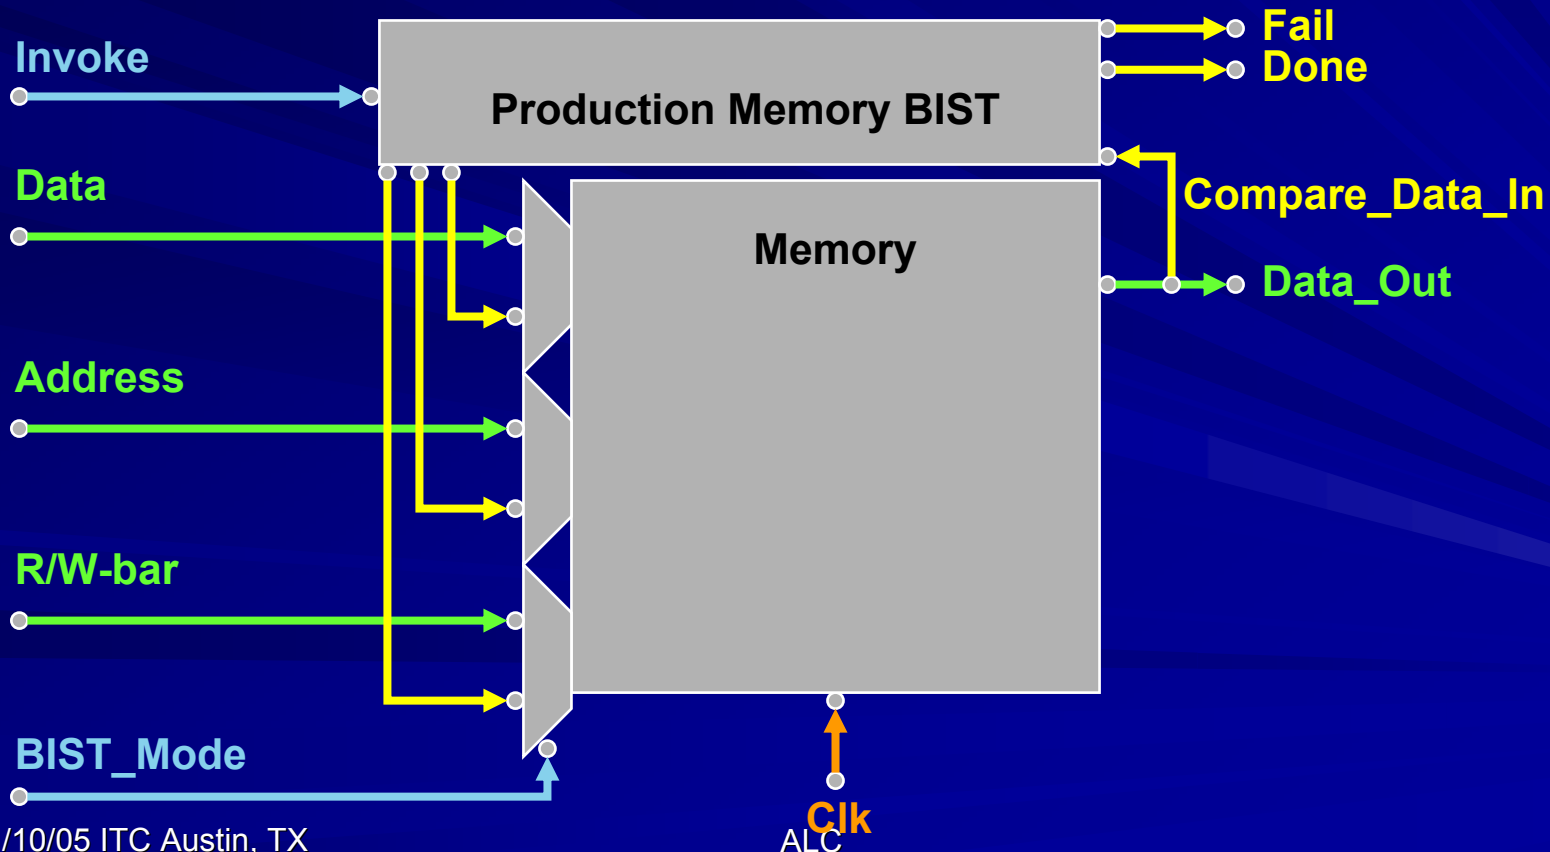 Invoke
Production Memory BIST
Fail
Done
Data
Compare_Data_In
Memory
Data_Out
Address
R/W-bar
BIST_Mode
Clk
/10/05 ITC Austin, TX
ALC